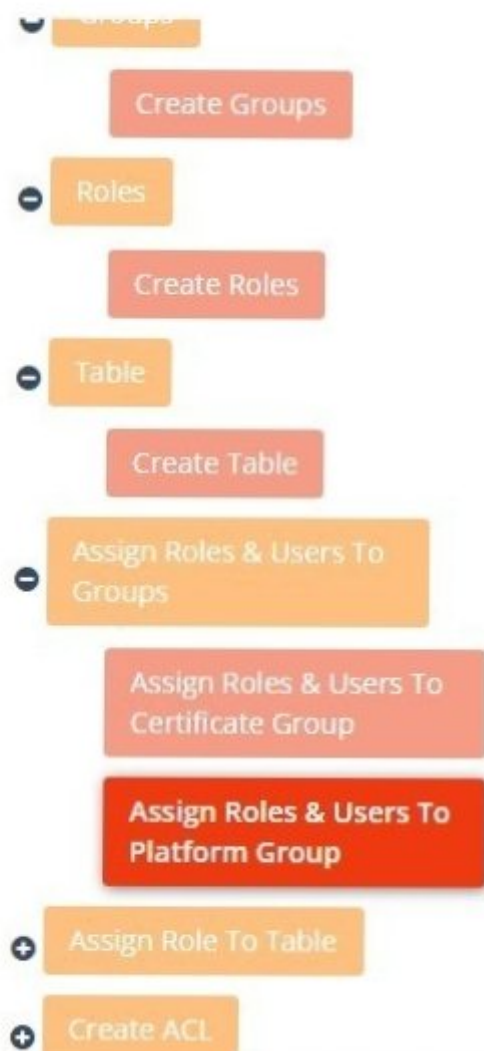 Groups
Create Groups
Roles
Create Roles
Table
Create Table
Assign Roles & Users To
Groups
Assign Roles & Users To
Certificate Group
Assign Roles & Users To
Platform Group
Assign Role To Table
Create ACL